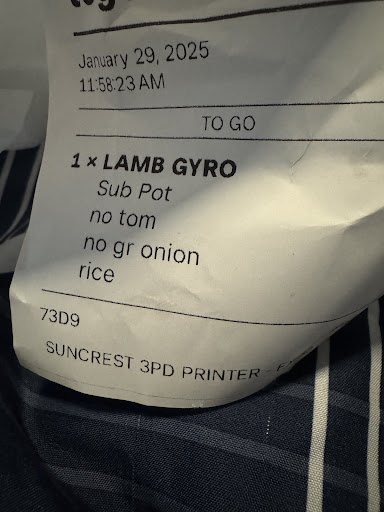 January 29, 2025
11:58:23 AM
TO GO
1 × LAMB GYRO
Sub Pot
no tom
no gr onion
rice
73D9
SUNCREST 3PD PRINTER -